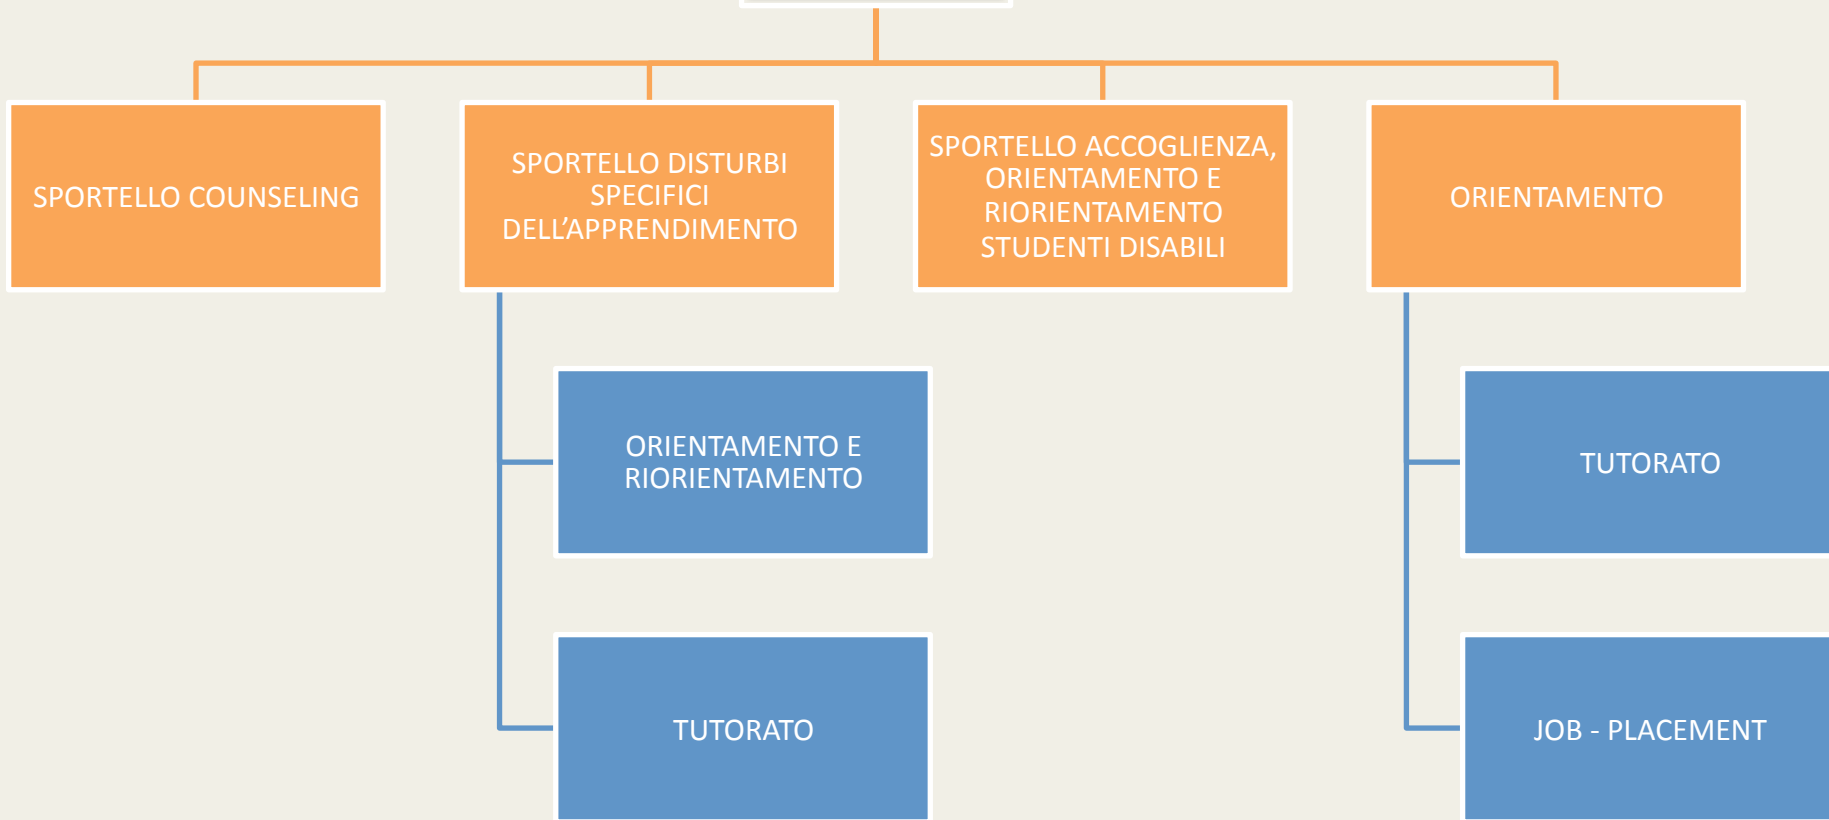 SPORTELLO COUNSELING
SPORTELLO DISTURBI
SPECIFICI
DELL’APPRENDIMENTO
SPORTELLO ACCOGLIENZA,
ORIENTAMENTO E
RIORIENTAMENTO
STUDENTI DISABILI
ORIENTAMENTO
ORIENTAMENTO E
RIORIENTAMENTO
TUTORATO
TUTORATO
JOB - PLACEMENT